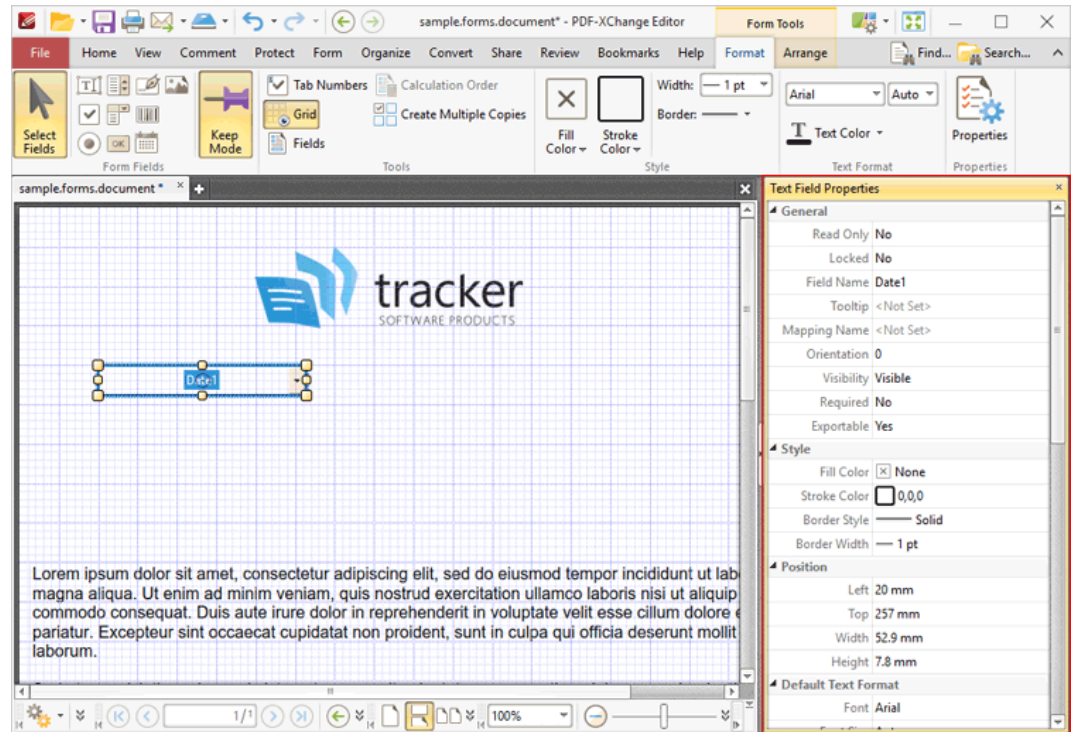 sample.forms.document* - PDF-XChange Editor
Form Tools
File Home View Comment Protect Form Organize Convert Share Review Bookmarks Help Format Arrange Find... Search...
Select Fields
OK
Form Fields
Keep Mode
Tab Numbers
Grid
Fields
Calculation Order
Create Multiple Copies
Tools
Fill Color
Stroke Color
Width: 1 pt
Border:
Style
Arial Auto
T Text Color
Text Format
Properties
Properties
sample.forms.document *
tracker
SOFTWARE PRODUCTS
Date1
Lorem ipsum dolor sit amet, consectetur adipiscing elit, sed do eiusmod tempor incididunt ut lab
magna aliqua. Ut enim ad minim veniam, quis nostrud exercitation ullamco laboris nisi ut aliquip
commodo consequat. Duis aute irure dolor in reprehenderit in voluptate velit esse cillum dolore e
pariatur. Excepteur sint occaecat cupidatat non proident, sunt in culpa qui officia deserunt mollit
laborum.
1/1
100%
Text Field Properties
General
Read Only No
Locked No
Field Name Date1
Tooltip <Not Set>
Mapping Name <Not Set>
Orientation 0
Visibility Visible
Required No
Exportable Yes
Style
Fill Color None
Stroke Color 0,0,0
Border Style Solid
Border Width 1 pt
Position
Left 20 mm
Top 257 mm
Width 52.9 mm
Height 7.8 mm
Default Text Format
Font Arial